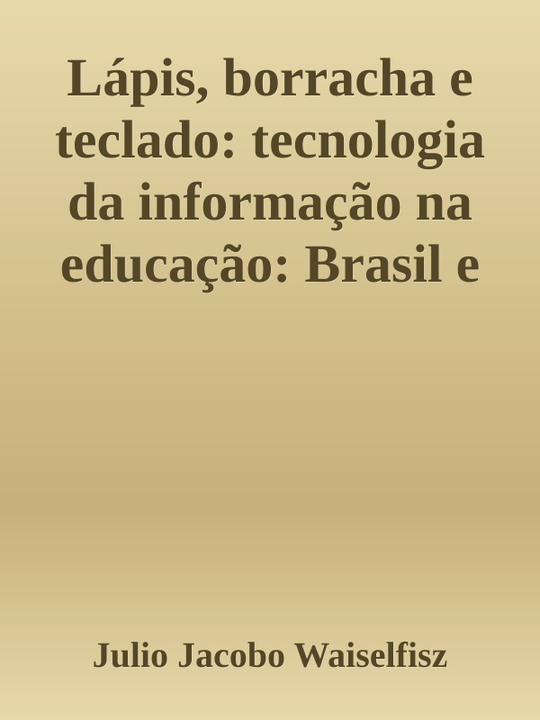 Lápis, borracha e
teclado: tecnologia
da informação na
educação: Brasil e
Julio Jacobo Waiselfisz